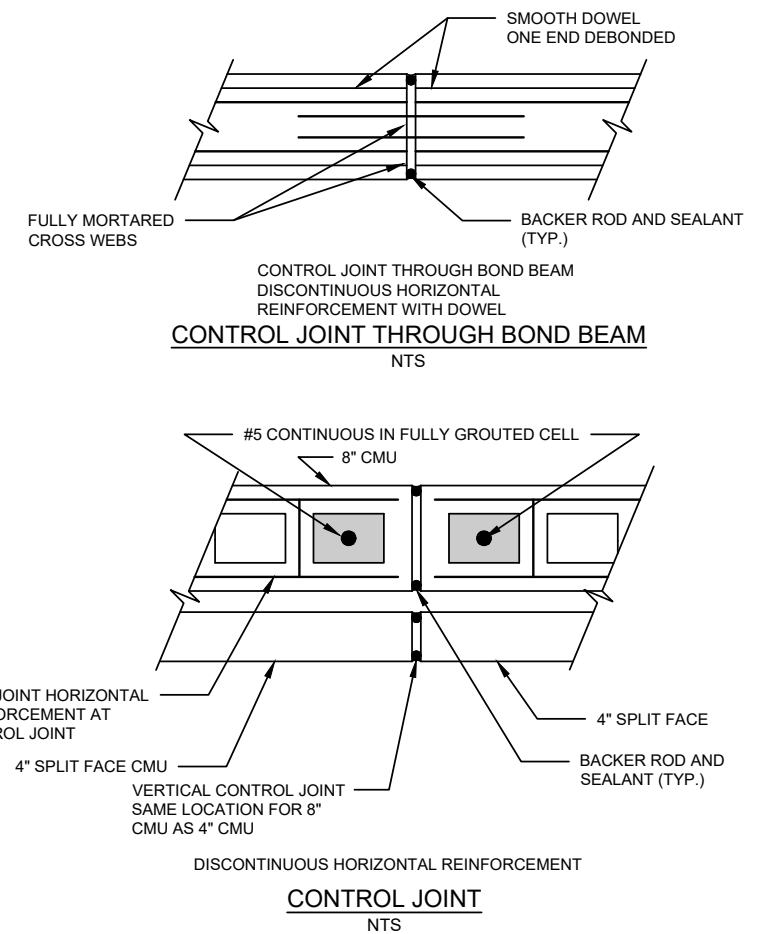 SMOOTH DOWEL
ONE END DEBONDED
FULLY MORTARED
CROSS WEBS
BACKER ROD AND SEALANT
(TYP.)
CONTROL JOINT THROUGH BOND BEAM
DISCONTINUOUS HORIZONTAL
REINFORCEMENT WITH DOWEL
CONTROL JOINT THROUGH BOND BEAM
NTS
#5 CONTINUOUS IN FULLY GROUTED CELL
8" CMU
JOINT HORIZONTAL
ORCEMENT AT
ROL JOINT
4" SPLIT FACE
4" SPLIT FACE CMU
BACKER ROD AND
SEALANT (TYP.)
VERTICAL CONTROL JOINT
SAME LOCATION FOR 8"
CMU AS 4" CMU
DISCONTINUOUS HORIZONTAL REINFORCEMENT
CONTROL JOINT
NTS